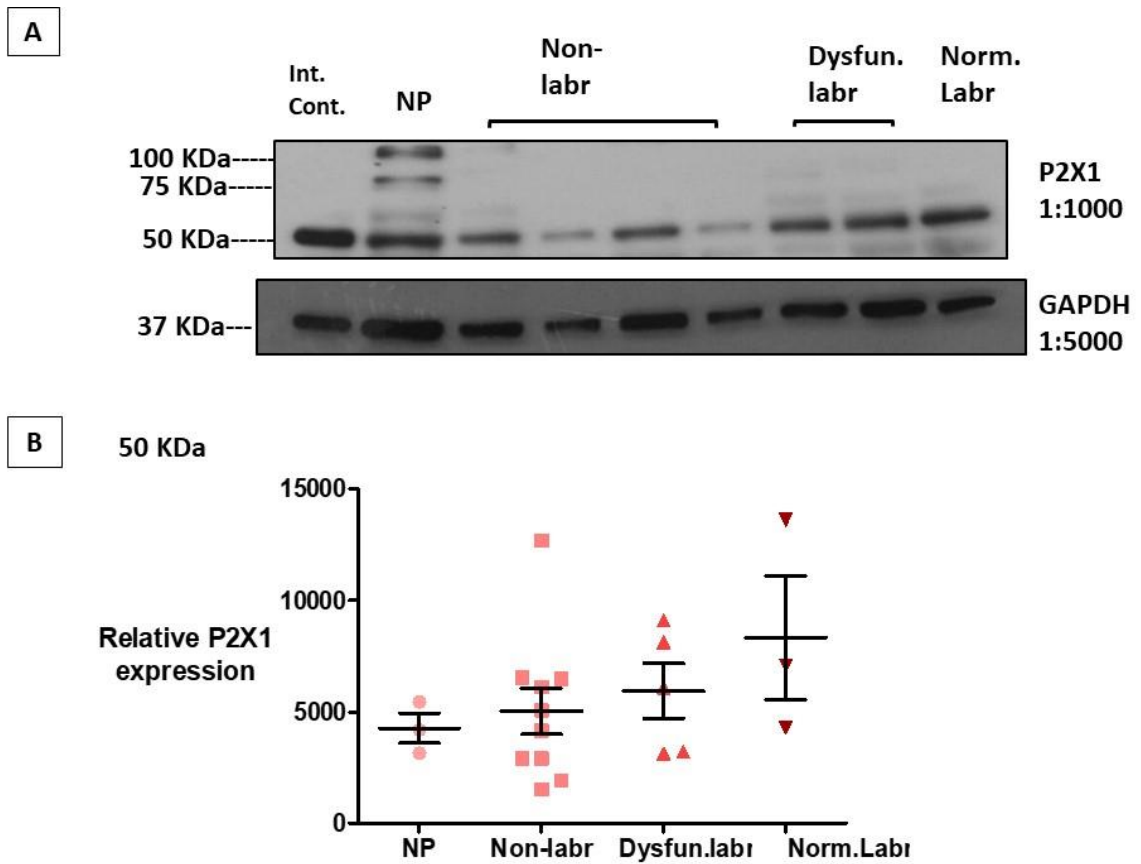 A
Int.
Cont.
NP
Non-
labr
Dysfun.
labr
Norm.
Labr
100 KDa-----
75 KDa-----
50 KDa----
P2X1
1:1000
37 KDa---
GAPDH
1:5000
B
50 KDa
15000
10000
5000
0
Relative P2X1
expression
NP
Non-labr
Dysfun.labr
Norm.Labr